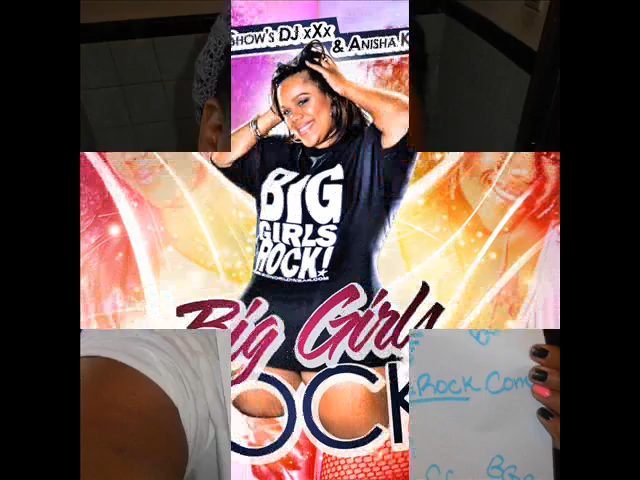 SHOW'S DJ XXX
& ANISHA K
BIG
GIRLS
ROCK!
Big Girls
OCK
ROCK Com